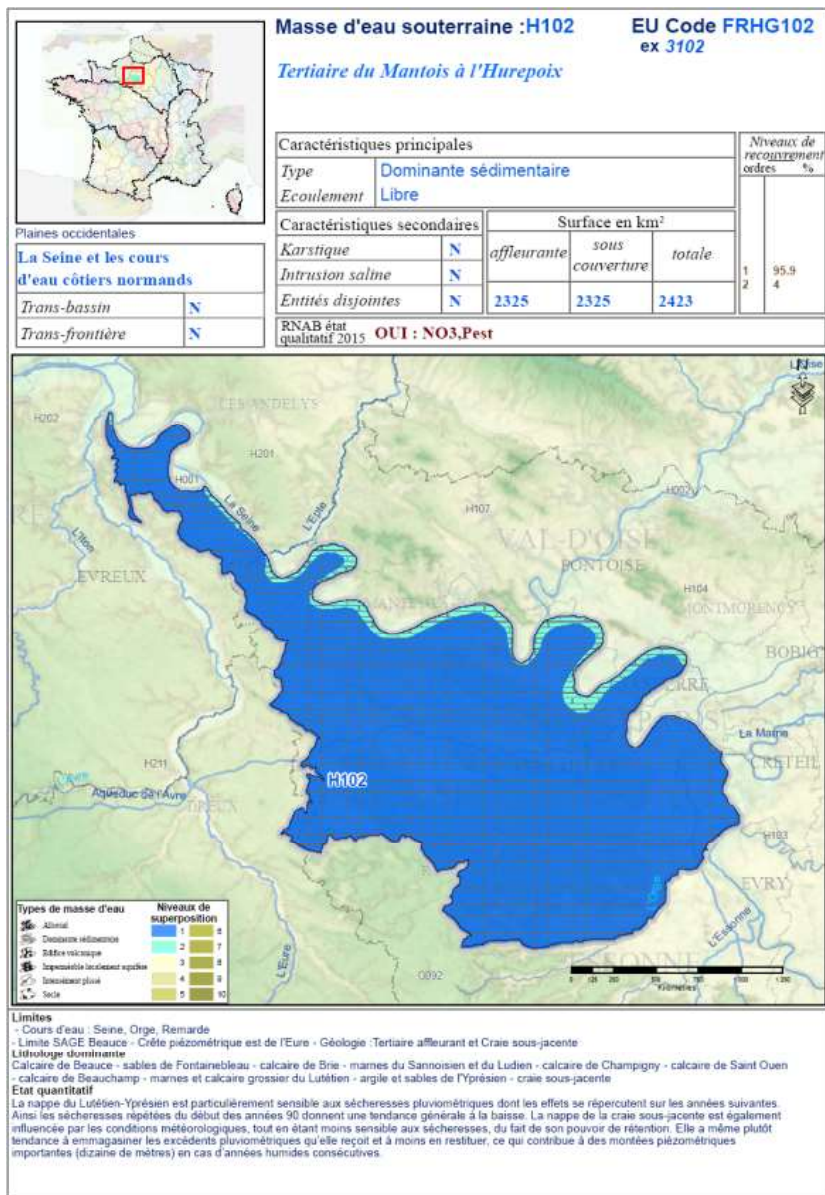 Masse d'eau souterraine :H102
EU Code FRHG102
ex 3102
Tertiaire du Mantois à l'Hurepoix
Plaines occidentales
La Seine et les cours
d'eau côtiers normands
Trans-bassin N
Trans-frontière N
Caractéristiques principales
Type Dominante sédimentaire
Ecoulement Libre
Caractéristiques secondaires
Karstique N
Intrusion saline N
Entités disjointes N
Surface en km²
affleurante sous couverture totale
2325 2325 2423
Niveaux de
recouvrement
ordres %
1 95.9
2 4
RNAB état
qualitatif 2015 OUI : NO3,Pest
N
H202
LES ANDELYS
H201
H001
La Seine
L'Epte
L'Iton
EVREUX
H107
H002
VAL-D'OISE
PONTOISE
H104
MONTMORENCY
BOBIG
La Marne
CRETEIL
H103
EVRY
L'Essonne
L'Orge
ESSONNE
H211
Aqueduc de l'Avre
DREUX
H102
L'Eure
Types de masse d'eau
Alluvial
Dominante sédimentaire
Edifice volcanique
Imperméable localement aquifère
Intensément plissé
Socle
Niveaux de
superposition
1 6
2 7
3 8
4 9
5 10
Kilomètres
Limites
- Cours d'eau : Seine, Orge, Remarde
- Limite SAGE Beauce - Crête piézométrique est de l'Eure - Géologie :Tertiaire affleurant et Craie sous-jacente
Lithologie dominante
Calcaire de Beauce - sables de Fontainebleau - calcaire de Brie - marnes du Sannoisien et du Ludien - calcaire de Champigny - calcaire de Saint Ouen
- calcaire de Beauchamp - marnes et calcaire grossier du Lutétien - argile et sables de l'Yprésien - craie sous-jacente
Etat quantitatif
La nappe du Lutétien-Yprésien est particulièrement sensible aux sécheresses pluviométriques dont les effets se répercutent sur les années suivantes.
Ainsi les sécheresses répétées du début des années 90 donnent une tendance générale à la baisse. La nappe de la craie sous-jacente est également
influencée par les conditions météorologiques, tout en étant moins sensible aux sécheresses, du fait de son pouvoir de rétention. Elle a même plutôt
tendance à emmagasiner les excédents pluviométriques qu'elle reçoit et à moins en restituer, ce qui contribue à des montées piézométriques
importantes (dizaine de mètres) en cas d'années humides consécutives.